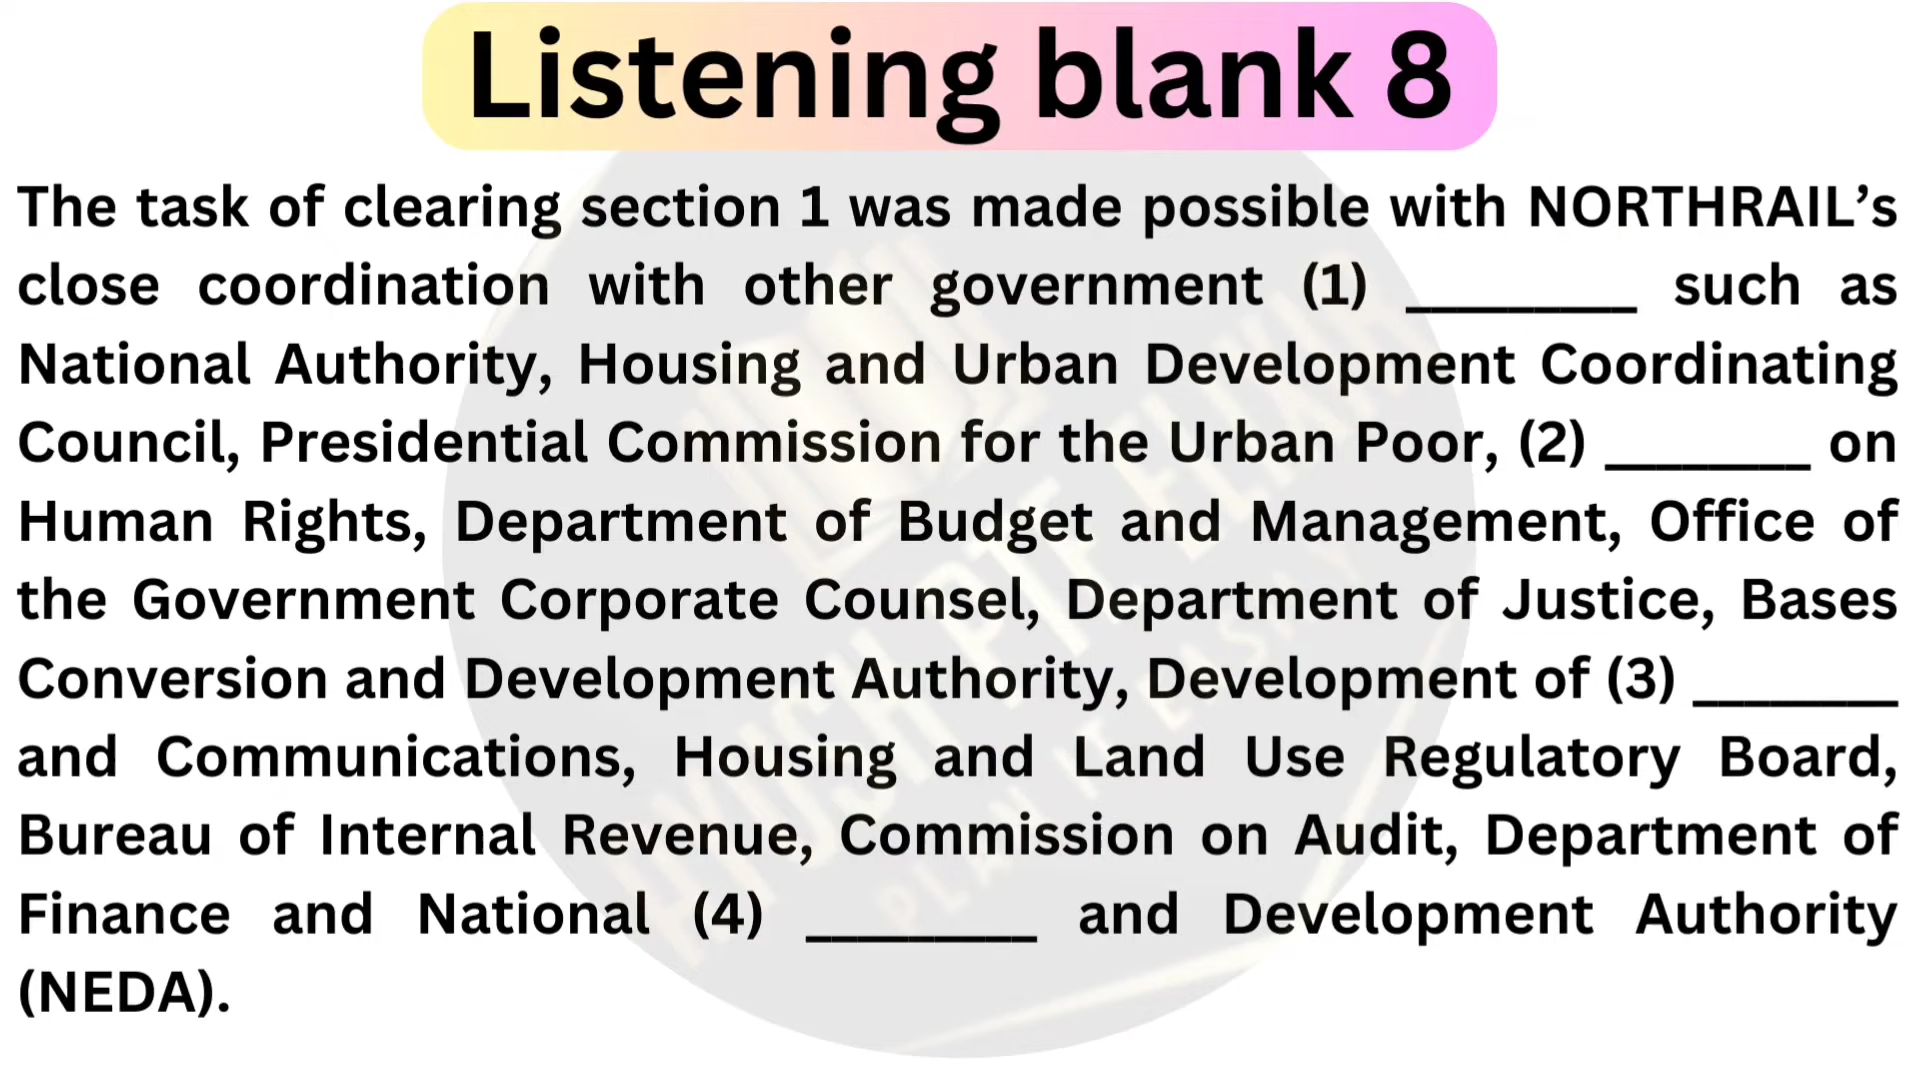 Listening blank 8
The task of clearing section 1 was made possible with NORTHRAIL’s
close coordination with other government (1) _________ such as
National Authority, Housing and Urban Development Coordinating
Council, Presidential Commission for the Urban Poor, (2) ________ on
Human Rights, Department of Budget and Management, Office of
the Government Corporate Counsel, Department of Justice, Bases
Conversion and Development Authority, Development of (3) ________
and Communications, Housing and Land Use Regulatory Board,
Bureau of Internal Revenue, Commission on Audit, Department of
Finance and National (4) _________ and Development Authority
(NEDA).